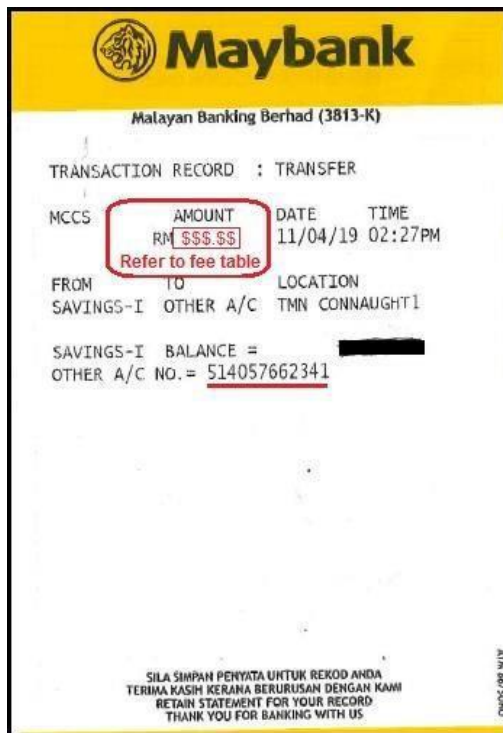 Maybank
Malayan Banking Berhad (3813-K)
TRANSACTION RECORD : TRANSFER
MCCS AMOUNT DATE TIME
RM $$$.$$ 11/04/19 02:27PM
Refer to fee table
FROM TO LOCATION
SAVINGS-I OTHER A/C TMN CONNAUGHT1
SAVINGS-I BALANCE =
OTHER A/C NO.= 514057662341
SILA SIMPAN PENYATA UNTUK REKOD ANDA
TERIMA KASIH KERANA BERURUSAN DENGAN KAMI
RETAIN STATEMENT FOR YOUR RECORD
THANK YOU FOR BANKING WITH US